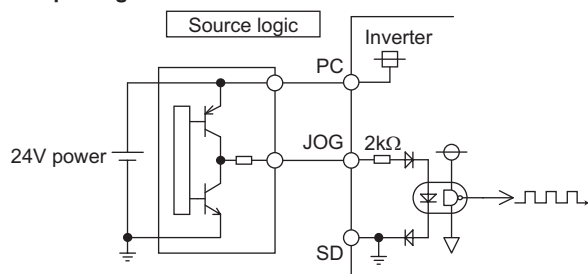 Source logic
Inverter
PC
24V power
JOG
2kΩ
SD